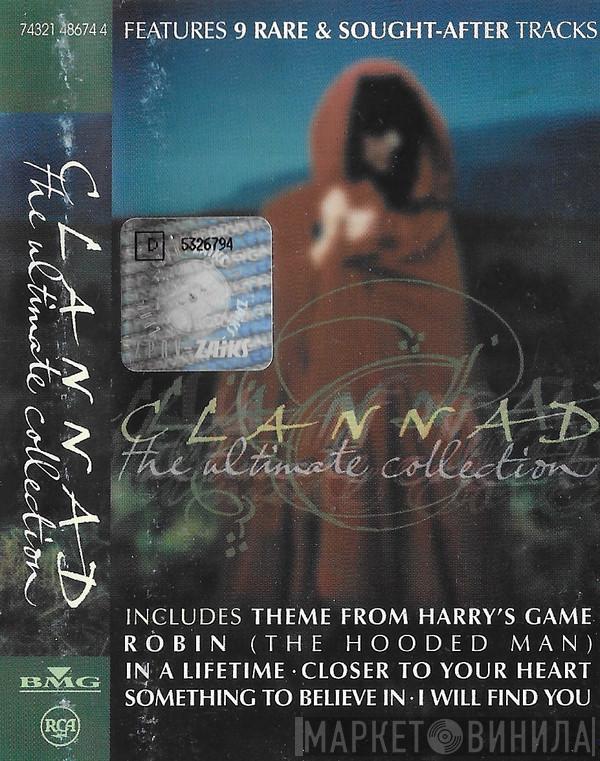 74321 48674 4
FEATURES 9 RARE & SOUGHT-AFTER TRACKS
CLANNAD
the ultimate collection
D 5326794
ZPAV-ZAiKS
CLANNAD
the ultimate collection
INCLUDES THEME FROM HARRY'S GAME
ROBIN (THE HOODED MAN)
IN A LIFETIME · CLOSER TO YOUR HEART
SOMETHING TO BELIEVE IN · I WILL FIND YOU
BMG
RCA
МАРКЕТ ВИНИЛА